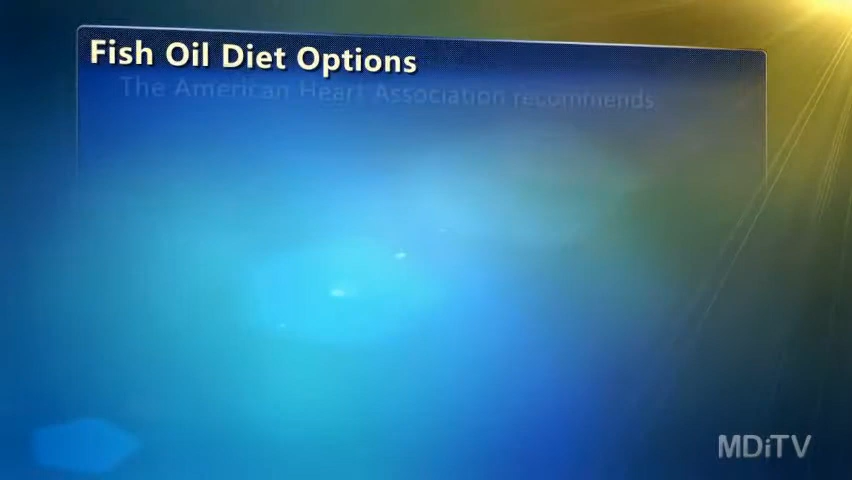 Fish Oil Diet Options
The American Heart Association recommends
MDiTV